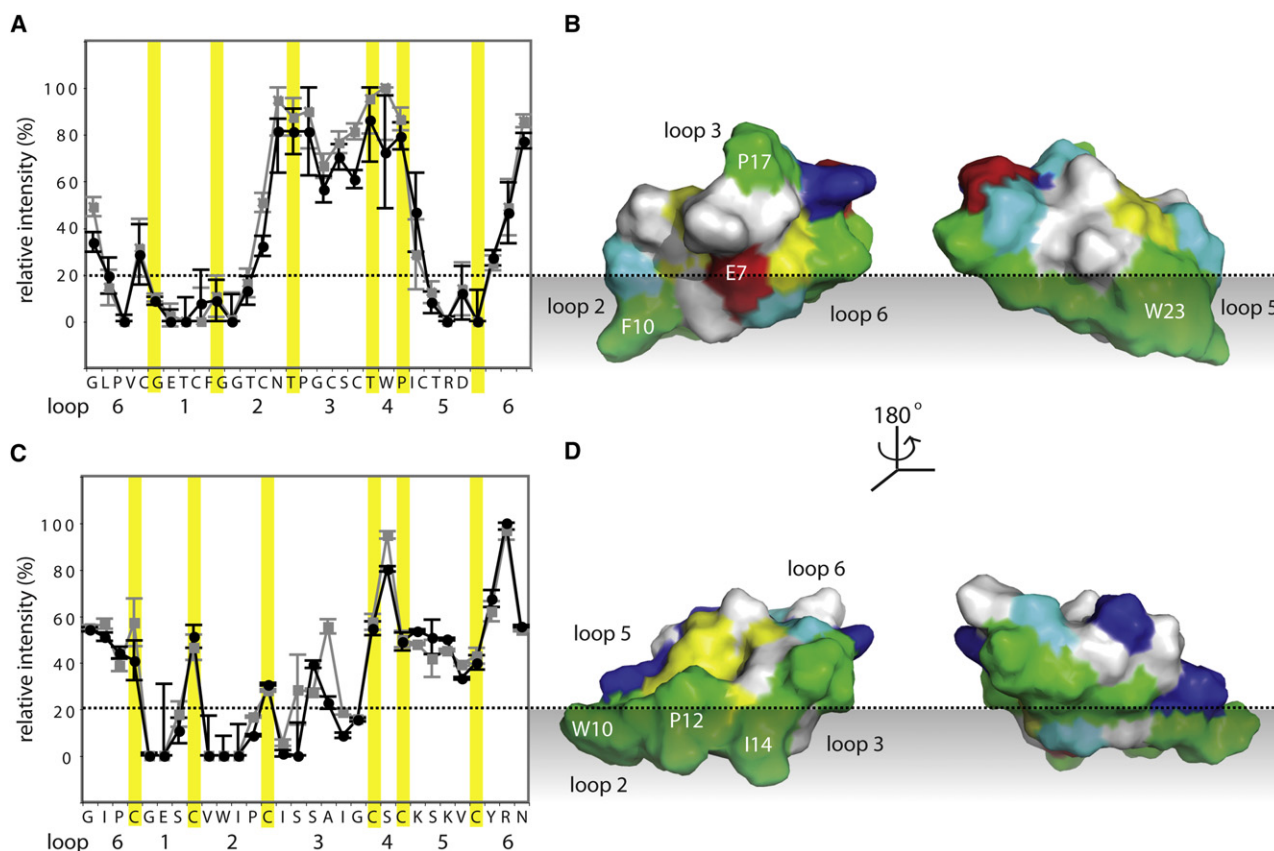 A
relative intensity (%)
100
80
60
40
20
0
G L P V C G E T C F G G T C N T P G C S C T W P I C T R D
loop 6 1 2 3 4 5 6
B
loop 3
P17
E7
loop 2
F10
loop 6
W23
loop 5
180°
C
relative intensity (%)
100
80
60
40
20
0
G I P C G E S C V W I P C I S S A I G C S C K S K V C Y R N
loop 6 1 2 3 4 5 6
D
loop 6
loop 5
W10
P12
I14
loop 3
loop 2